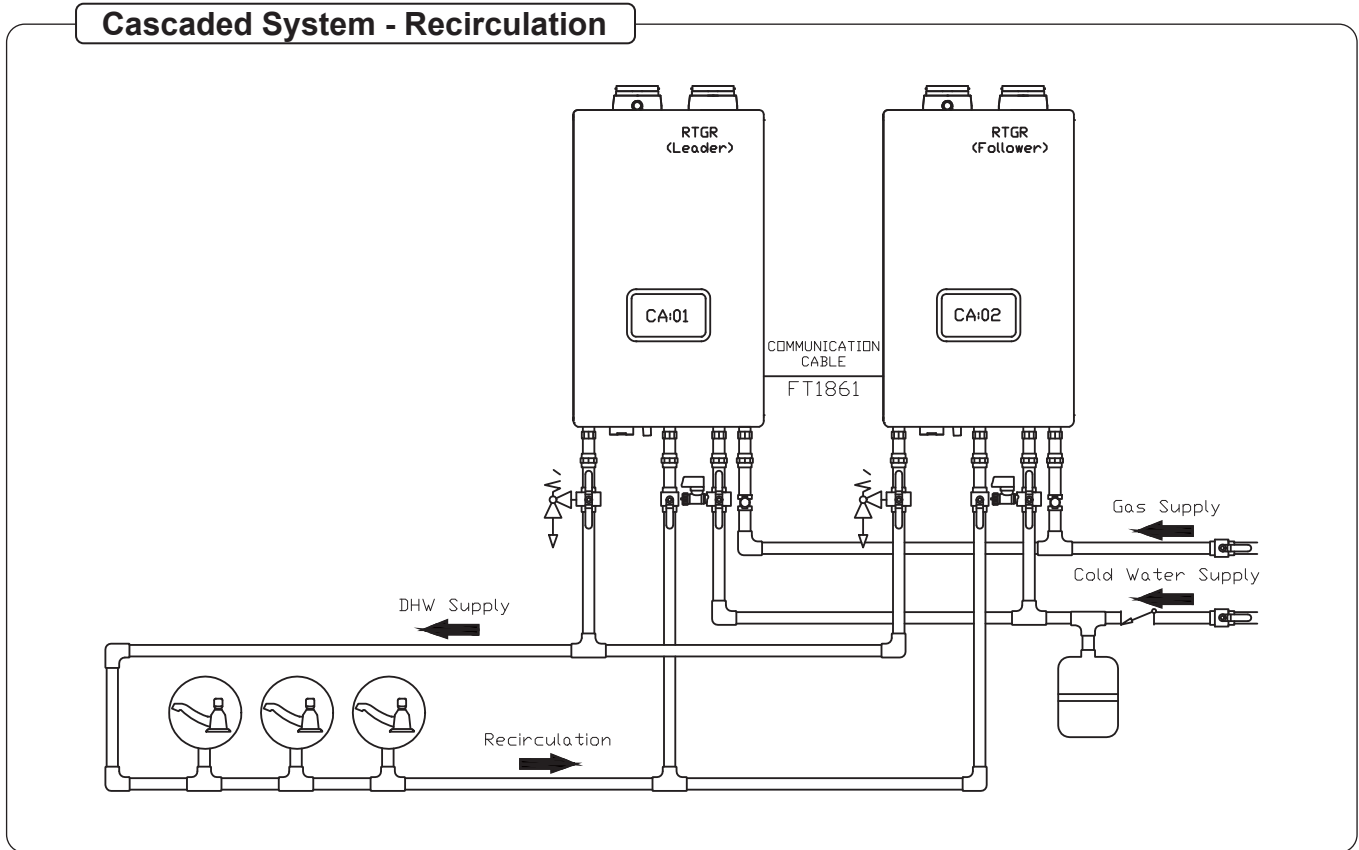 Cascaded System - Recirculation
RTGR
(Leader)
RTGR
(Follower)
CA:01
CA:02
COMMUNICATION
CABLE
FT1861
Gas Supply
Cold Water Supply
DHW Supply
Recirculation